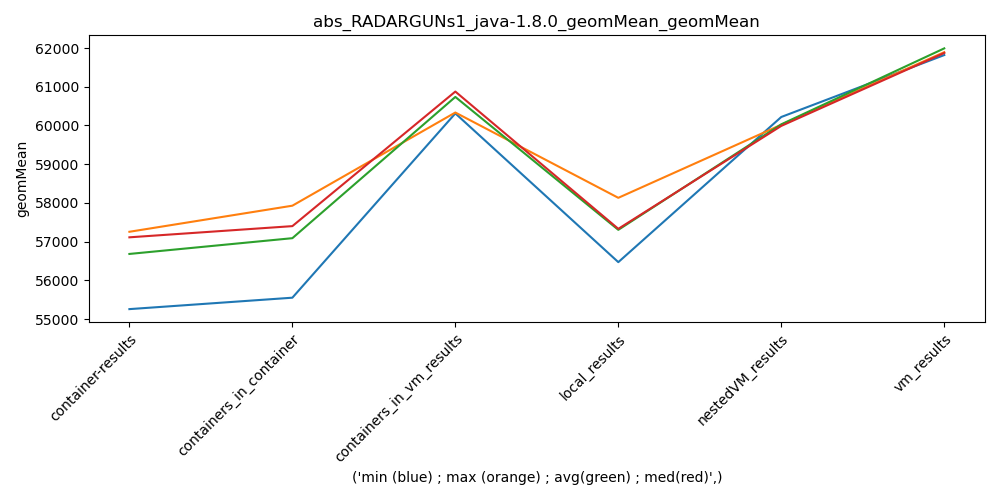 abs_RADARGUNs1_java-1.8.0_geomMean_geomMean
geomMean
62000
61000
60000
59000
58000
57000
56000
55000
container-results
containers_in_container
containers_in_vm_results
local_results
nestedVM_results
vm_results
('min (blue) ; max (orange) ; avg(green) ; med(red)',)